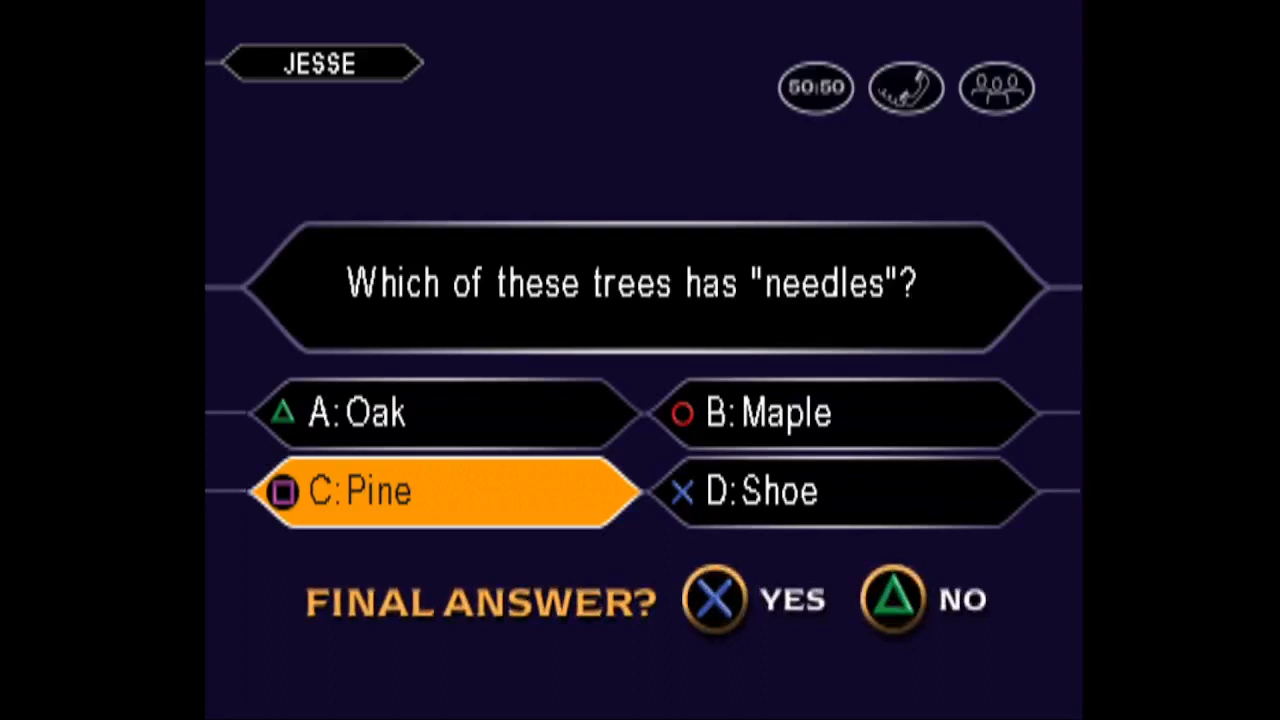 JESSE
50:50
Which of these trees has "needles"?
A: Oak
B: Maple
C: Pine
D: Shoe
FINAL ANSWER? YES NO